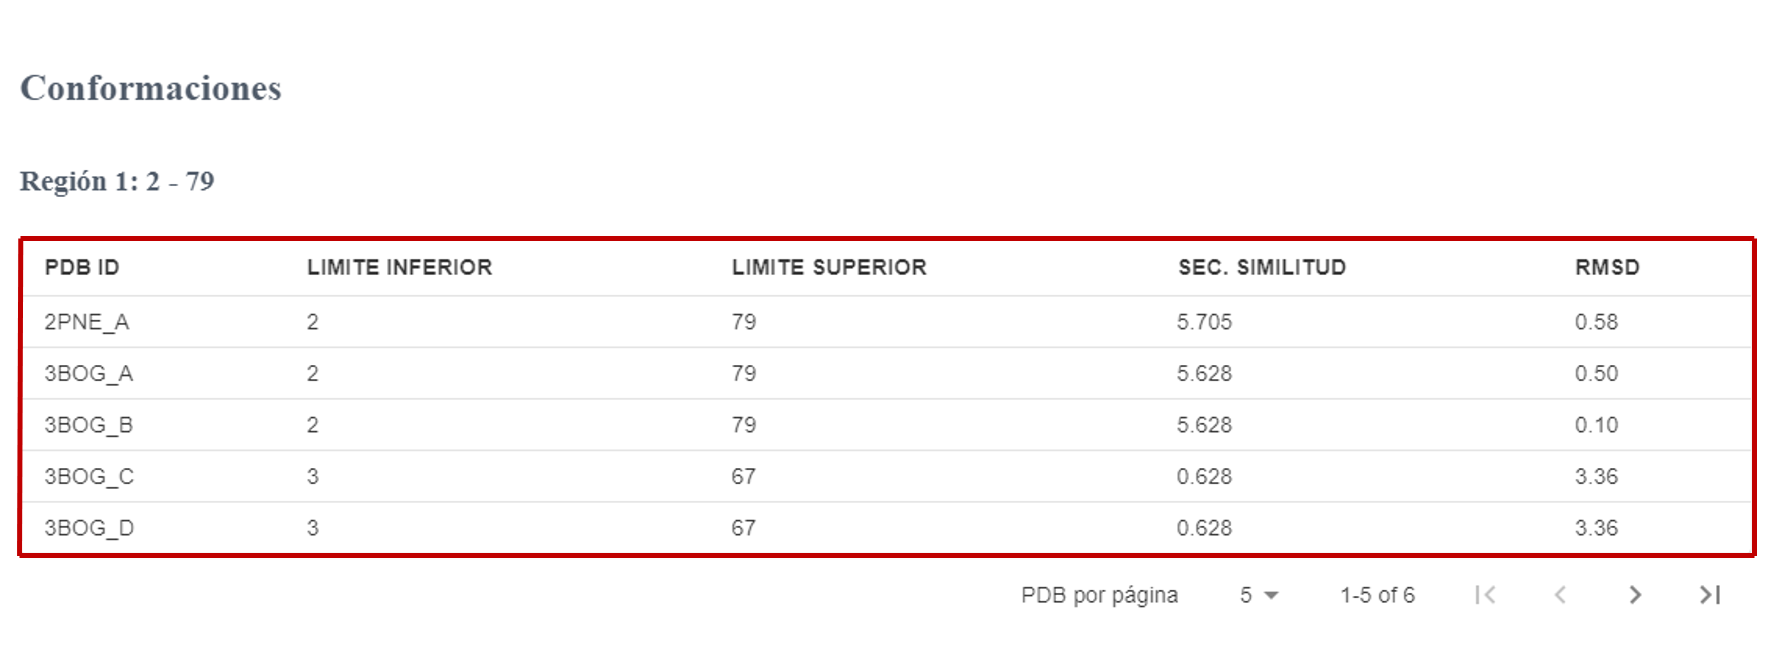 Conformaciones
Región 1: 2 - 79
PDB ID LIMITE INFERIOR LIMITE SUPERIOR SEC. SIMILITUD RMSD
2PNE_A 2 79 5.705 0.58
3BOG_A 2 79 5.628 0.50
3BOG_B 2 79 5.628 0.10
3BOG_C 3 67 0.628 3.36
3BOG_D 3 67 0.628 3.36
PDB por página 5 1-5 of 6